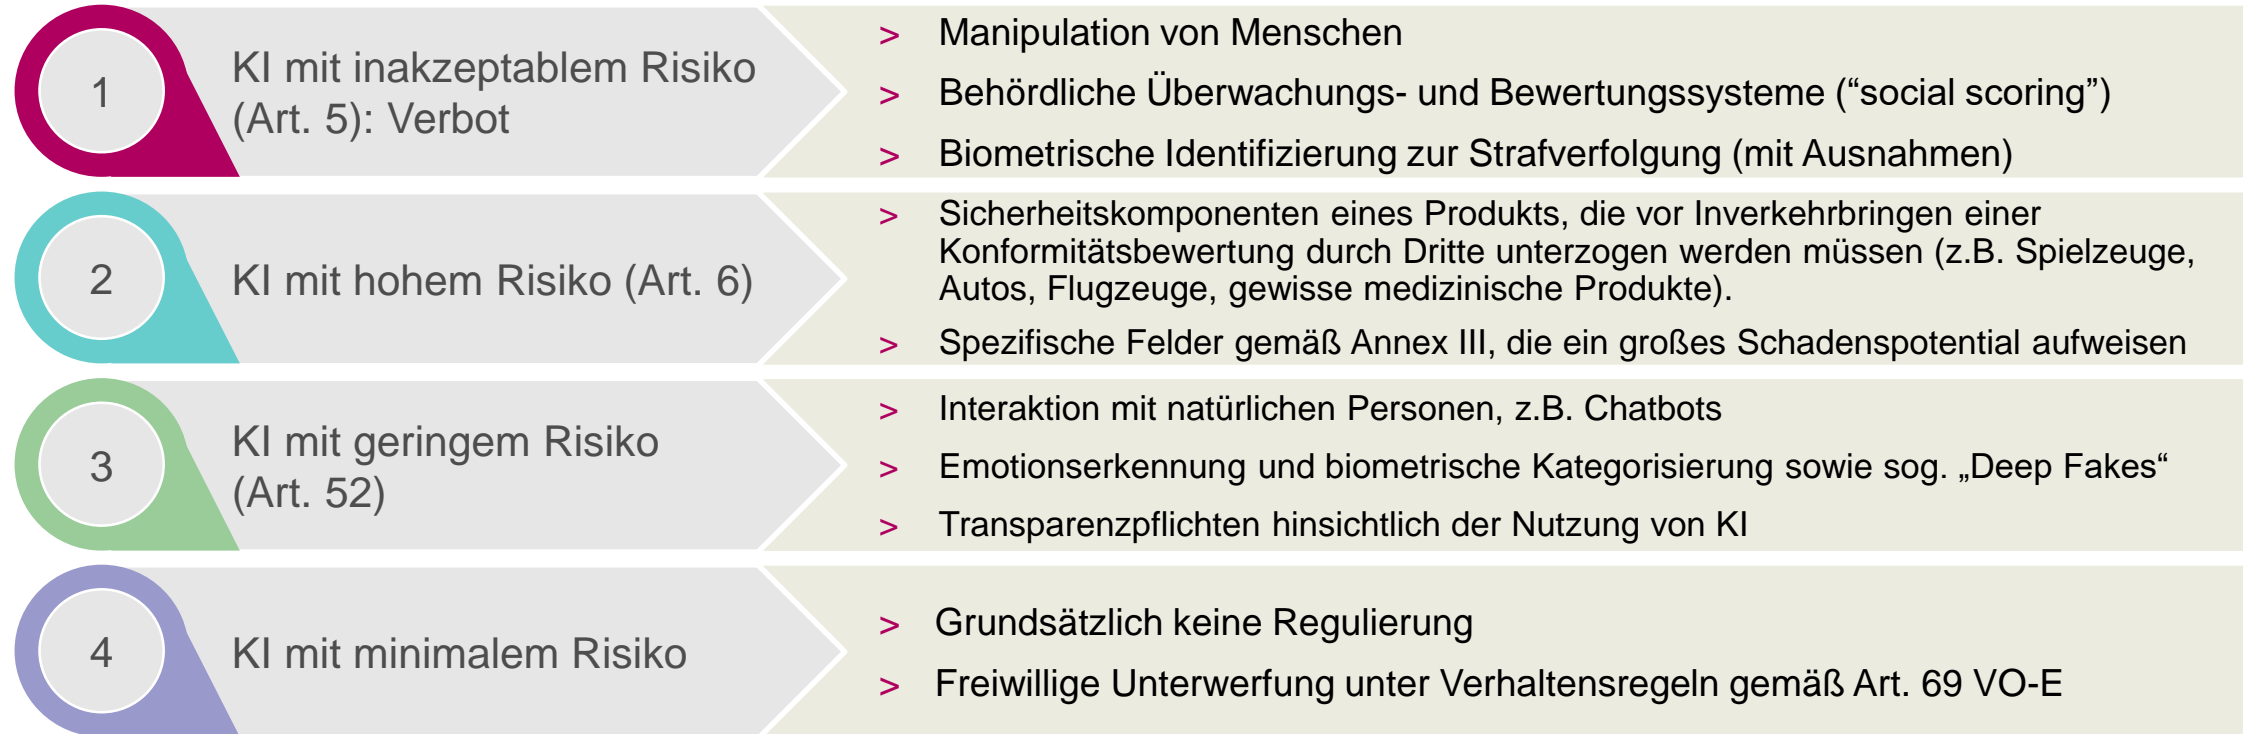 1
KI mit inakzeptablem Risiko
(Art. 5): Verbot
> Manipulation von Menschen
> Behördliche Überwachungs- und Bewertungssysteme (“social scoring”)
> Biometrische Identifizierung zur Strafverfolgung (mit Ausnahmen)
2
KI mit hohem Risiko (Art. 6)
> Sicherheitskomponenten eines Produkts, die vor Inverkehrbringen einer
Konformitätsbewertung durch Dritte unterzogen werden müssen (z.B. Spielzeuge,
Autos, Flugzeuge, gewisse medizinische Produkte).
> Spezifische Felder gemäß Annex III, die ein großes Schadenspotential aufweisen
3
KI mit geringem Risiko
(Art. 52)
> Interaktion mit natürlichen Personen, z.B. Chatbots
> Emotionserkennung und biometrische Kategorisierung sowie sog. „Deep Fakes“
> Transparenzpflichten hinsichtlich der Nutzung von KI
4
KI mit minimalem Risiko
> Grundsätzlich keine Regulierung
> Freiwillige Unterwerfung unter Verhaltensregeln gemäß Art. 69 VO-E